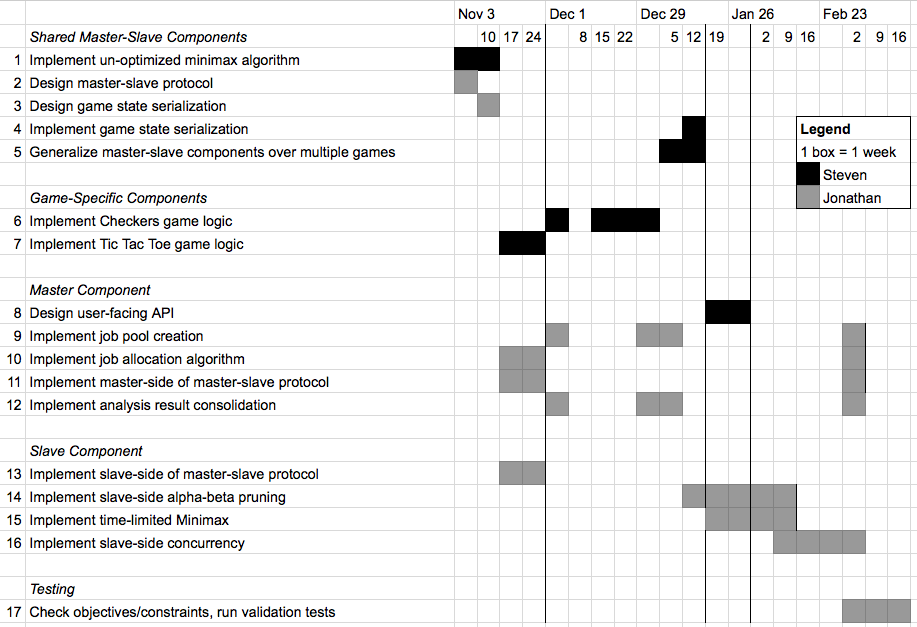 Nov 3 Dec 1 Dec 29 Jan 26 Feb 23
Shared Master-Slave Components 10 17 24 8 15 22 5 12 19 2 9 16 2 9 16
1 Implement un-optimized minimax algorithm
2 Design master-slave protocol
3 Design game state serialization
4 Implement game state serialization
5 Generalize master-slave components over multiple games
Legend
1 box = 1 week
Steven
Jonathan
Game-Specific Components
6 Implement Checkers game logic
7 Implement Tic Tac Toe game logic
Master Component
8 Design user-facing API
9 Implement job pool creation
10 Implement job allocation algorithm
11 Implement master-side of master-slave protocol
12 Implement analysis result consolidation
Slave Component
13 Implement slave-side of master-slave protocol
14 Implement slave-side alpha-beta pruning
15 Implement time-limited Minimax
16 Implement slave-side concurrency
Testing
17 Check objectives/constraints, run validation tests